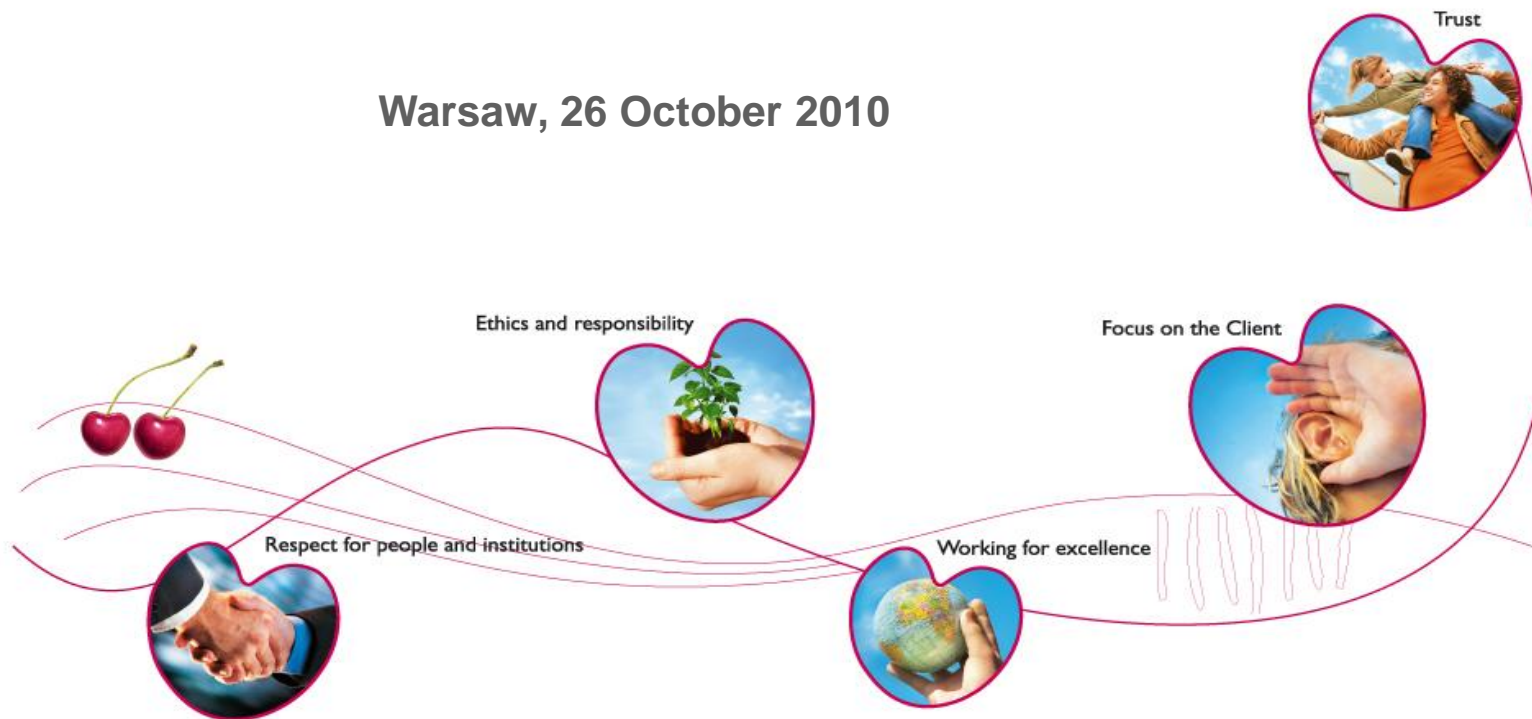 Trust
Warsaw, 26 October 2010
Ethics and responsibility
Focus on the Client
Respect for people and institutions
Working for excellence